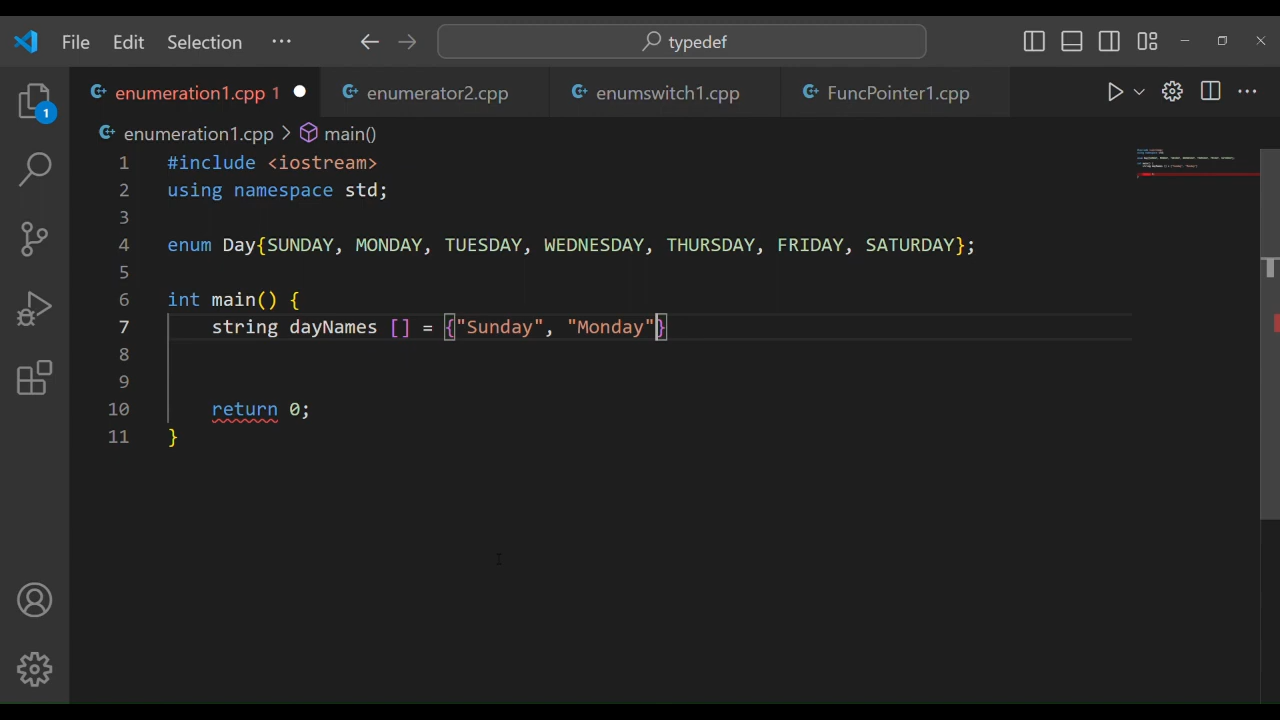 File Edit Selection ··· typedef
1
enumeration1.cpp 1 enumerator2.cpp enumswitch1.cpp FuncPointer1.cpp
enumeration1.cpp > main()
1 #include <iostream>
2 using namespace std;
3
4 enum Day{SUNDAY, MONDAY, TUESDAY, WEDNESDAY, THURSDAY, FRIDAY, SATURDAY};
5
6 int main() {
7 string dayNames [] = {"Sunday", "Monday"}
8
9
10 return 0;
11 }